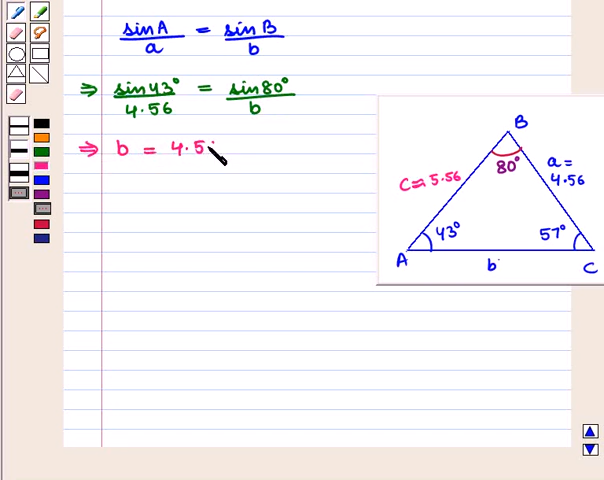 sinA/a = sinB/b
⇒ sin43°/4.56 = sin80°/b
⇒ b = 4.5
B
80°
a = 
4.56
c ≈ 5.56
43°
57°
A
b
C